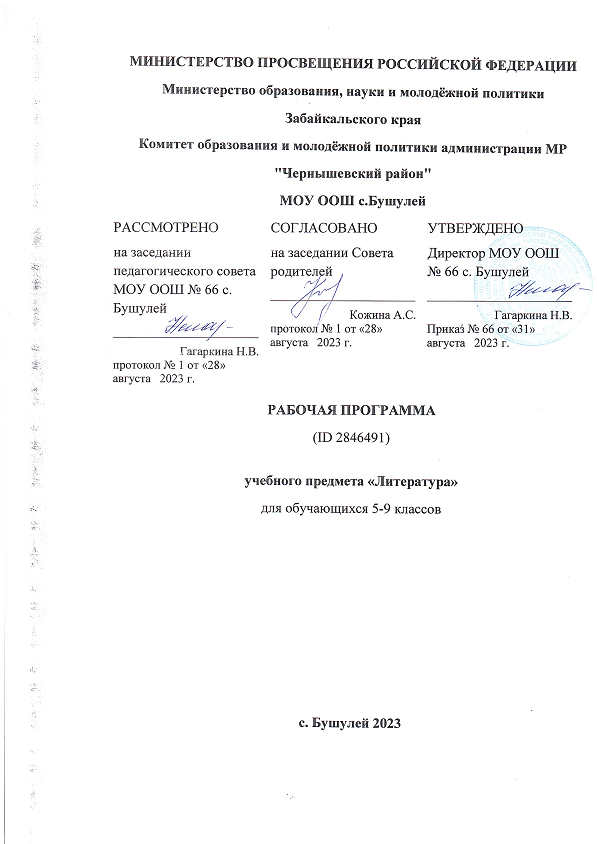 МИНИСТЕРСТВО ПРОСВЕЩЕНИЯ РОССИЙСКОЙ ФЕДЕРАЦИИ
Министерство образования, науки и молодёжной политики
Забайкальского края
Комитет образования и молодёжной политики администрации МР
"Чернышевский район"
МОУ ООШ с.Бушулей
РАССМОТРЕНО
на заседании
педагогического совета
МОУ ООШ № 66 с.
Бушулей
Гагаркина Н.В.
протокол № 1 от «28»
августа 2023 г.
СОГЛАСОВАНО
на заседании Совета
родителей
Кожина А.С.
протокол № 1 от «28»
августа 2023 г.
УТВЕРЖДЕНО
Директор МОУ ООШ
№ 66 с. Бушулей
Гагаркина Н.В.
Приказ № 66 от «31»
августа 2023 г.
РАБОЧАЯ ПРОГРАММА
(ID 2846491)
учебного предмета «Литература»
для обучающихся 5-9 классов
с. Бушулей 2023